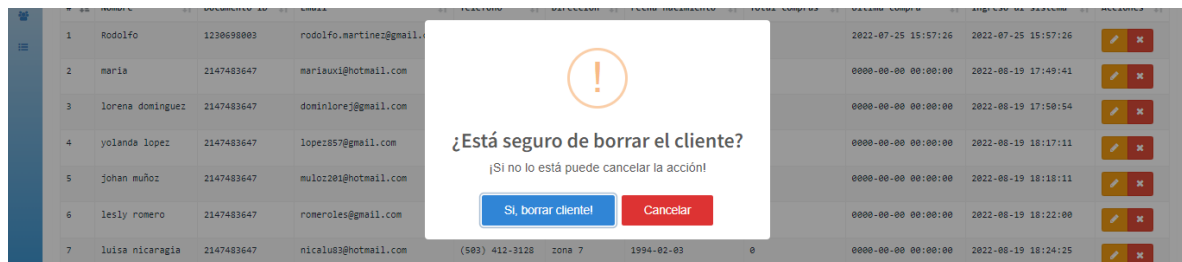 # Nombre Documento ID Email Teléfono Dirección Fecha nacimiento Total compras Última compra Ingreso al sistema Acciones
1 Rodolfo 1230698003 rodolfo.martinez@gmail. 2022-07-25 15:57:26 2022-07-25 15:57:26
2 maria 2147483647 mariauxi@hotmail.com 0000-00-00 00:00:00 2022-08-19 17:49:41
3 lorena dominguez 2147483647 dominlorej@gmail.com 0000-00-00 00:00:00 2022-08-19 17:50:54
4 yolanda lopez 2147483647 lopez857@gmail.com 0000-00-00 00:00:00 2022-08-19 18:17:11
5 johan muñoz 2147483647 muloz201@hotmail.com 0000-00-00 00:00:00 2022-08-19 18:18:11
6 lesly romero 2147483647 romeroles@gmail.com 0000-00-00 00:00:00 2022-08-19 18:22:00
7 luisa nicaragia 2147483647 nicalu83@hotmail.com (503) 412-3128 zona 7 1994-02-03 0 0000-00-00 00:00:00 2022-08-19 18:24:25
!
¿Está seguro de borrar el cliente?
¡Si no lo está puede cancelar la acción!
Si, borrar cliente!
Cancelar